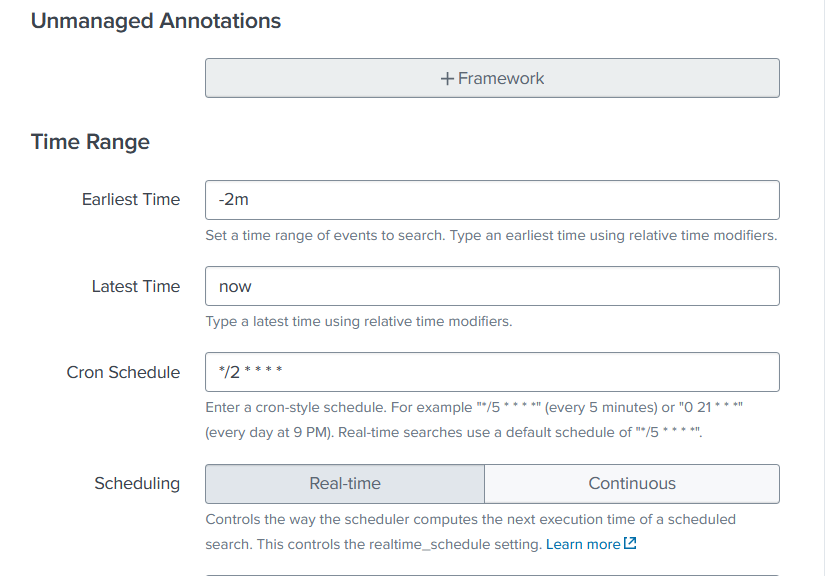 Unmanaged Annotations
+ Framework
Time Range
Earliest Time
-2m
Set a time range of events to search. Type an earliest time using relative time modifiers.
Latest Time
now
Type a latest time using relative time modifiers.
Cron Schedule
*/2 * * * *
Enter a cron-style schedule. For example "*/5 * * * *" (every 5 minutes) or "0 21 * * *"
(every day at 9 PM). Real-time searches use a default schedule of "*/5 * * * *".
Scheduling
Real-time
Continuous
Controls the way the scheduler computes the next execution time of a scheduled
search. This controls the realtime_schedule setting. Learn more